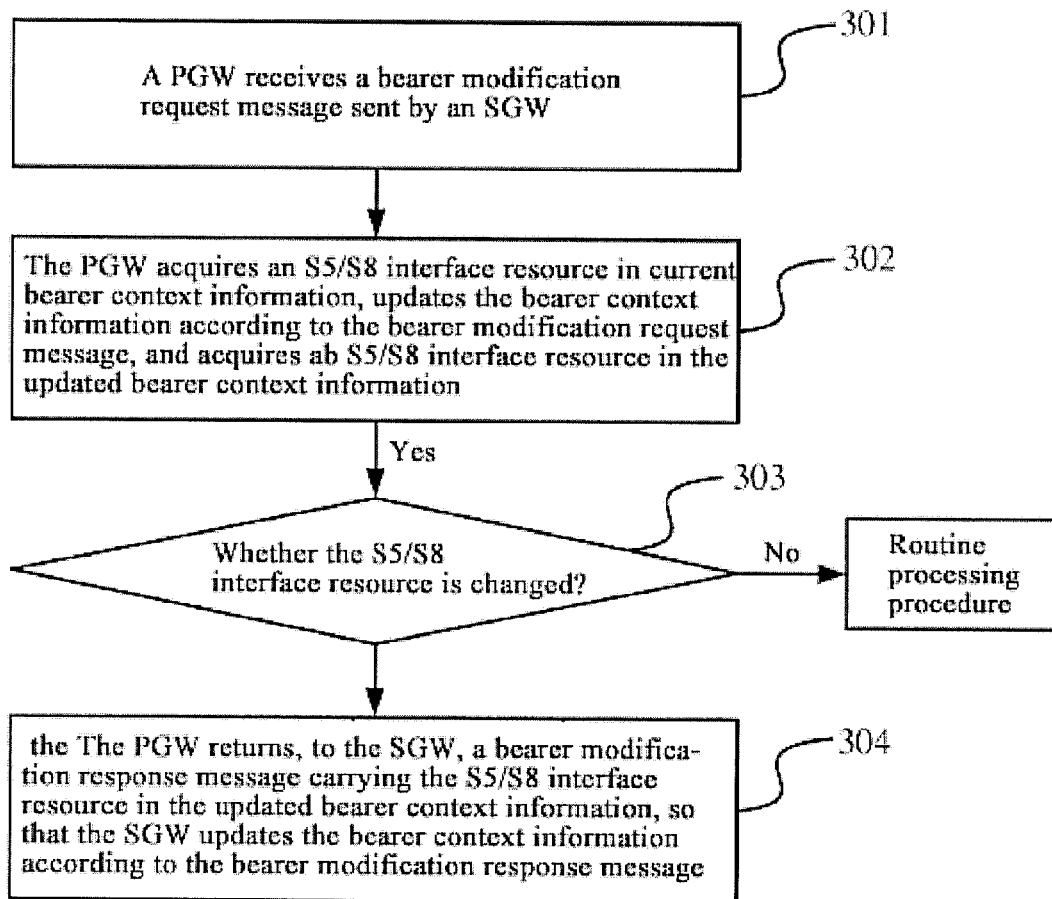 301
A PGW receives a bearer modification
request message sent by an SGW
302
The PGW acquires an S5/S8 interface resource in current
bearer context information, updates the bearer context
information according to the bearer modification request
message, and acquires ab S5/S8 interface resource in the
updated bearer context information
Yes
303
Whether the S5/S8
interface resource is changed?
No
Routine
processing
procedure
304
the The PGW returns, to the SGW, a bearer modifica-
tion response message carrying the S5/S8 interface
resource in the updated bearer context information, so
that the SGW updates the bearer context information
according to the bearer modification response message